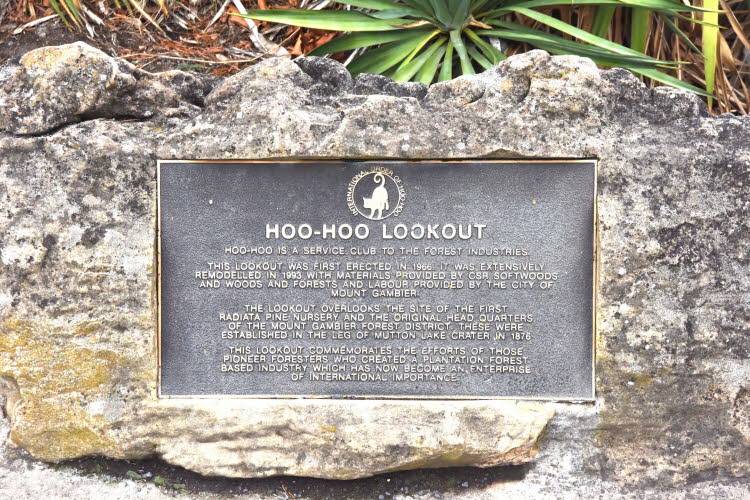 INTERNATIONAL ORDER OF HOO-HOO
HOO-HOO LOOKOUT
HOO-HOO IS A SERVICE CLUB TO THE FOREST INDUSTRIES.
THIS LOOKOUT WAS FIRST ERECTED IN 1966. IT WAS EXTENSIVELY
REMODELLED IN 1993 WITH MATERIALS PROVIDED BY CSR SOFTWOODS
AND WOODS AND FORESTS AND LABOUR PROVIDED BY THE CITY OF
MOUNT GAMBIER.
THE LOOKOUT OVERLOOKS THE SITE OF THE FIRST
RADIATA PINE NURSERY AND THE ORIGINAL HEAD QUARTERS
OF THE MOUNT GAMBIER FOREST DISTRICT. THESE WERE
ESTABLISHED IN THE LEG OF MUTTON LAKE CRATER IN 1876
THIS LOOKOUT COMMEMORATES THE EFFORTS OF THOSE
PIONEER FORESTERS WHO CREATED A PLANTATION FOREST
BASED INDUSTRY WHICH HAS NOW BECOME AN ENTERPRISE
OF INTERNATIONAL IMPORTANCE.